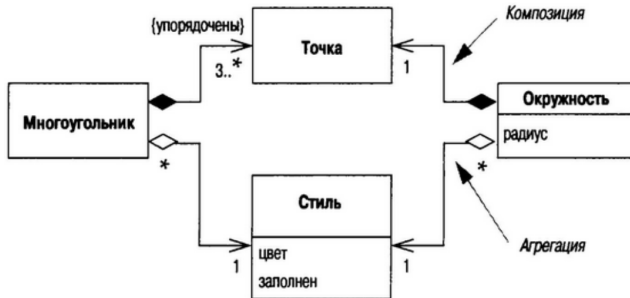 {упорядочены}
Точка
Композиция
3..*
1
Многоугольник
Окружность
радиус
*
*
Стиль
цвет
заполнен
1
1
Агрегация